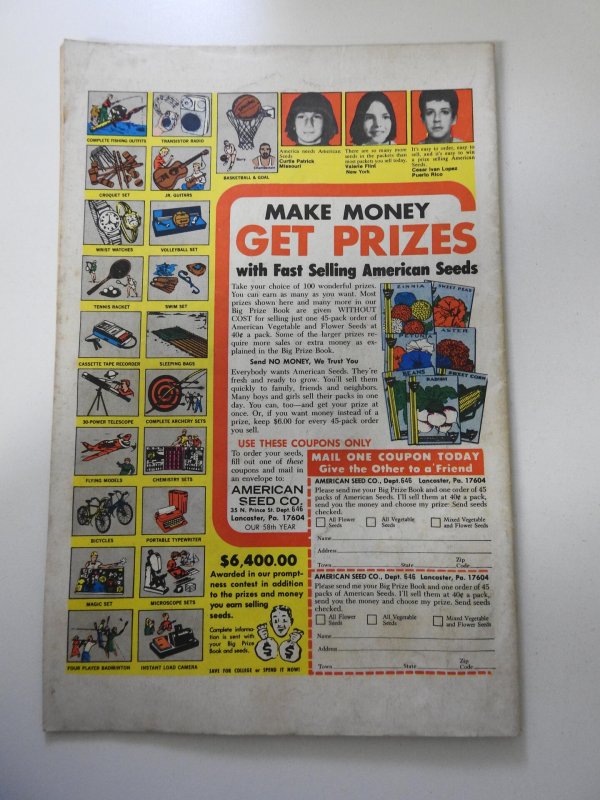 COMPLETE FISHING OUTFITS
TRANSISTOR RADIO
CROQUET SET
JR. GUITARS
WRIST WATCHES
VOLLEYBALL SET
TENNIS RACKET
SWIM SET
CASSETTE TAPE RECORDER
SLEEPING BAGS
30-POWER TELESCOPE
COMPLETE ARCHERY SETS
FLYING MODELS
CHEMISTRY SETS
BICYCLES
PORTABLE TYPEWRITER
MAGIC SET
MICROSCOPE SETS
FOUR PLAYER BADMINTON
INSTANT LOAD CAMERA
BASKETBALL & GOAL
America needs American
Seeds
Curtis Patrick
Missouri
There are so many more
seeds in the packets than
most packets you sell today.
Valerie Flint
New York
It's easy to order, easy to
sell, and it's easy to win
a prize selling American
Seeds.
Cesar Ivan Lopez
Puerto Rico
MAKE MONEY
GET PRIZES
with Fast Selling American Seeds
Take your choice of 100 wonderful prizes.
You can earn as many as you want. Most
prizes shown here and many more in our
Big Prize Book are given WITHOUT
COST for selling just one 45-pack order of
American Vegetable and Flower Seeds at
40¢ a pack. Some of the larger prizes re-
quire more sales or extra money as ex-
plained in the Big Prize Book.
Send NO MONEY, We Trust You
Everybody wants American Seeds. They're
fresh and ready to grow. You'll sell them
quickly to family, friends and neighbors.
Many boys and girls sell their packs in one
day. You can, too—and get your prize at
once. Or, if you want money instead of a
prize, keep $6.00 for every 45-pack order
you sell.
ZINNIA
SWEET PEAS
PETUNIA
ASTER
BEANS
RADISH
SWEET CORN
USE THESE COUPONS ONLY
To order your seeds,
fill out one of these
coupons and mail in
an envelope to:
AMERICAN
SEED CO.
35 N. Prince St. Dept. 646
Lancaster, Pa. 17604
OUR 58th YEAR
$6,400.00
Awarded in our prompt-
ness contest in addition
to the prizes and money
you earn selling
seeds.
Complete informa-
tion is sent with
your Big Prize
Book and seeds.
$ $
SAVE FOR COLLEGE or SPEND IT NOW!
MAIL ONE COUPON TODAY
Give the Other to a Friend
AMERICAN SEED CO., Dept. 646 Lancaster, Pa. 17604
Please send me your Big Prize Book and one order of 45
packs of American Seeds. I'll sell them at 40¢ a pack,
send you the money and choose my prize. Send seeds
checked.
All Flower Seeds
All Vegetable Seeds
Mixed Vegetable and Flower Seeds
Name
Address
Town State Zip Code
AMERICAN SEED CO., Dept. 646 Lancaster, Pa. 17604
Please send me your Big Prize Book and one order of 45
packs of American Seeds. I'll sell them at 40¢ a pack,
send you the money and choose my prize. Send seeds
checked.
All Flower Seeds
All Vegetable Seeds
Mixed Vegetable and Flower Seeds
Name
Address
Town State Zip Code